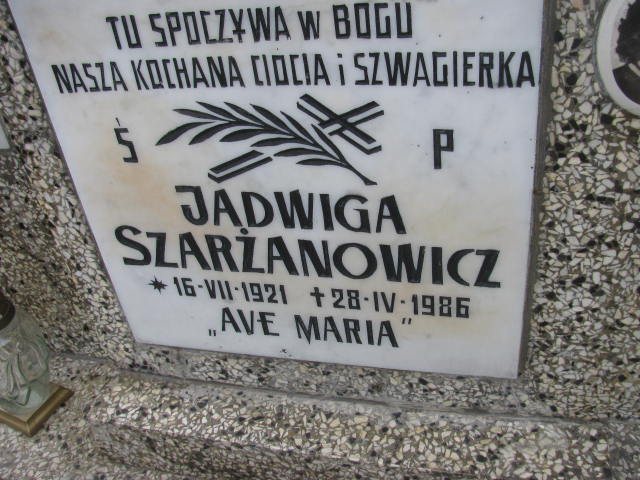 TU SPOCZYWA W BOGU
NASZA KOCHANA CIOCIA i SZWAGIERKA
Ś P
JADWIGA
SZARŻANOWICZ
* 16-VII-1921 ✝ 28-IV-1986
„AVE MARIA”